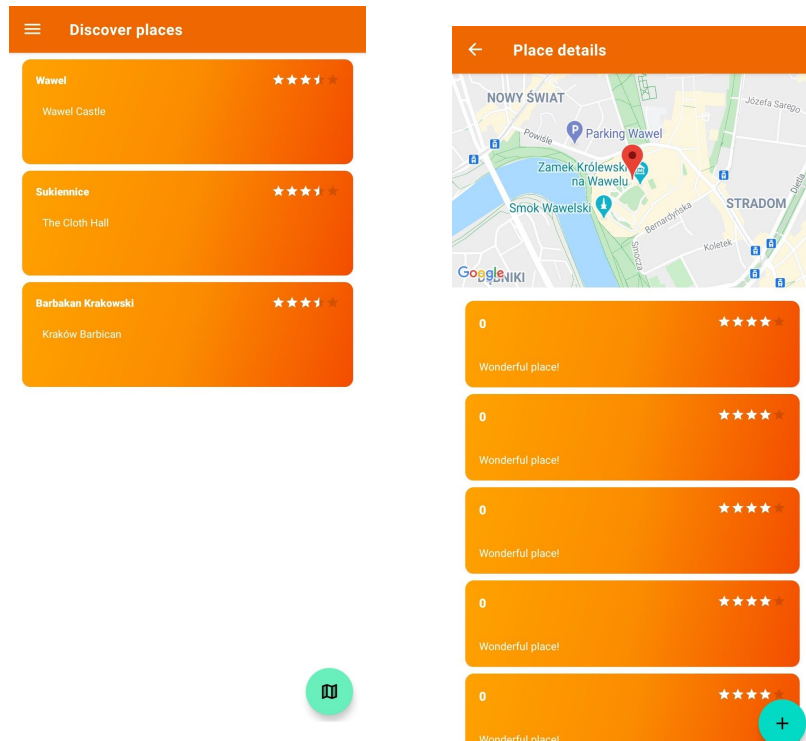 Discover places
Wawel
Wawel Castle
Sukiennice
The Cloth Hall
Barbakan Krakowski
Kraków Barbican
Place details
NOWY ŚWIAT
Józefa Sarego
Powiśle
P Parking Wawel
Zamek Królewski
na Wawelu
Smok Wawelski
STRADOM
Dietla
Bernardyńska
Smocza
Koletek
Google
DĘBNIKI
0
Wonderful place!
0
Wonderful place!
0
Wonderful place!
0
Wonderful place!
0
Wonderful place!